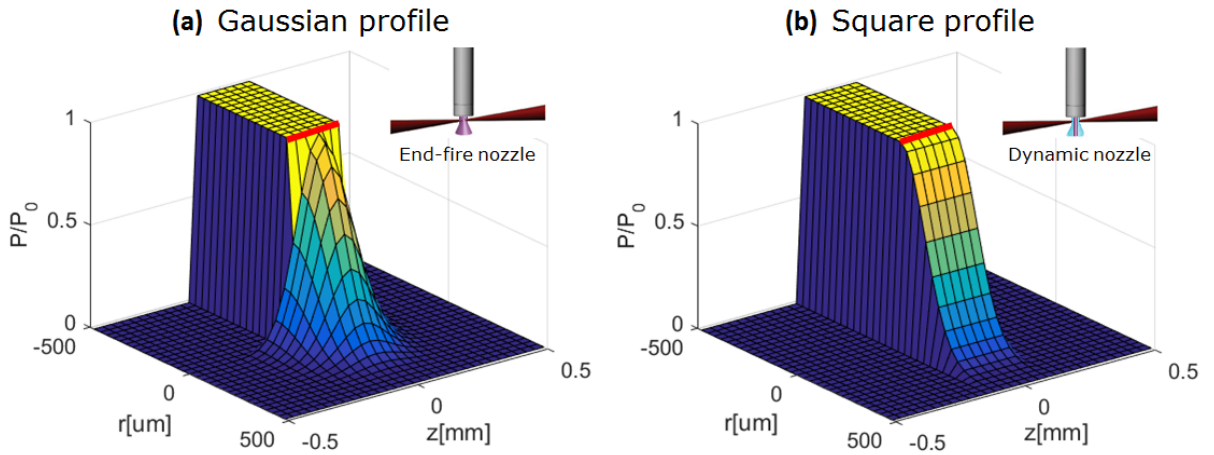 (a) Gaussian profile
1
0.5
0
P/P0
-500
0
500
r[um]
-0.5
0
0.5
z[mm]
End-fire nozzle
(b) Square profile
1
0.5
0
P/P0
-500
0
500
r[um]
-0.5
0
0.5
z[mm]
Dynamic nozzle